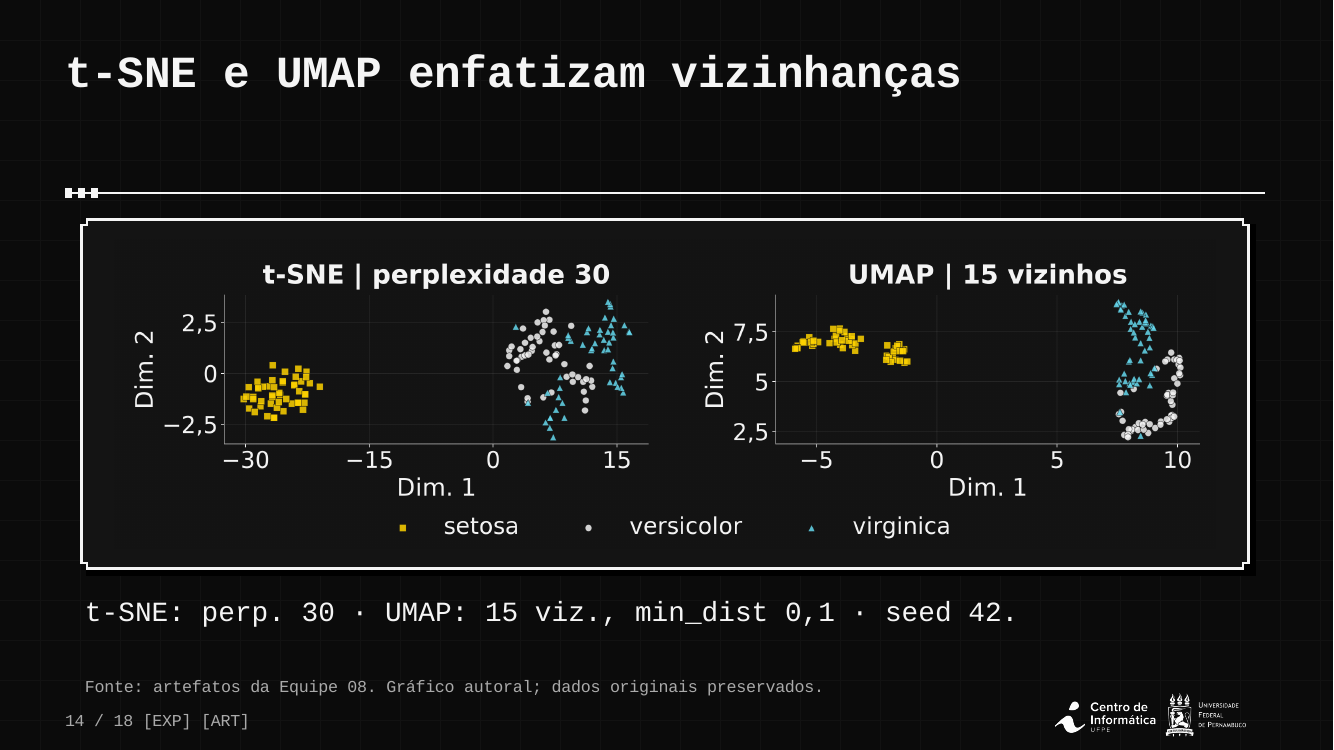 t-SNE e UMAP enfatizam vizinhanças
t-SNE | perplexidade 30
UMAP | 15 vizinhos
Dim. 2
2,5
0
−2,5
−30
−15
0
15
Dim. 1
Dim. 2
7,5
5
2,5
−5
0
5
10
Dim. 1
setosa
versicolor
virginica
t-SNE: perp. 30 · UMAP: 15 viz., min_dist 0,1 · seed 42.
Fonte: artefatos da Equipe 08. Gráfico autoral; dados originais preservados.
14 / 18 [EXP] [ART]
Centro de
Informática
UFPE
Universidade
Federal
de Pernambuco